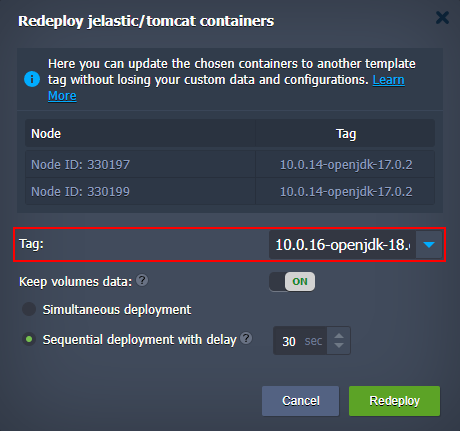 Redeploy jelastic/tomcat containers
Here you can update the chosen containers to another template
tag without losing your custom data and configurations. Learn
More
Node Tag
Node ID: 330197 10.0.14-openjdk-17.0.2
Node ID: 330199 10.0.14-openjdk-17.0.2
Tag: 10.0.16-openjdk-18.
Keep volumes data: ? ON
Simultaneous deployment
Sequential deployment with delay ? 30 sec
Cancel Redeploy